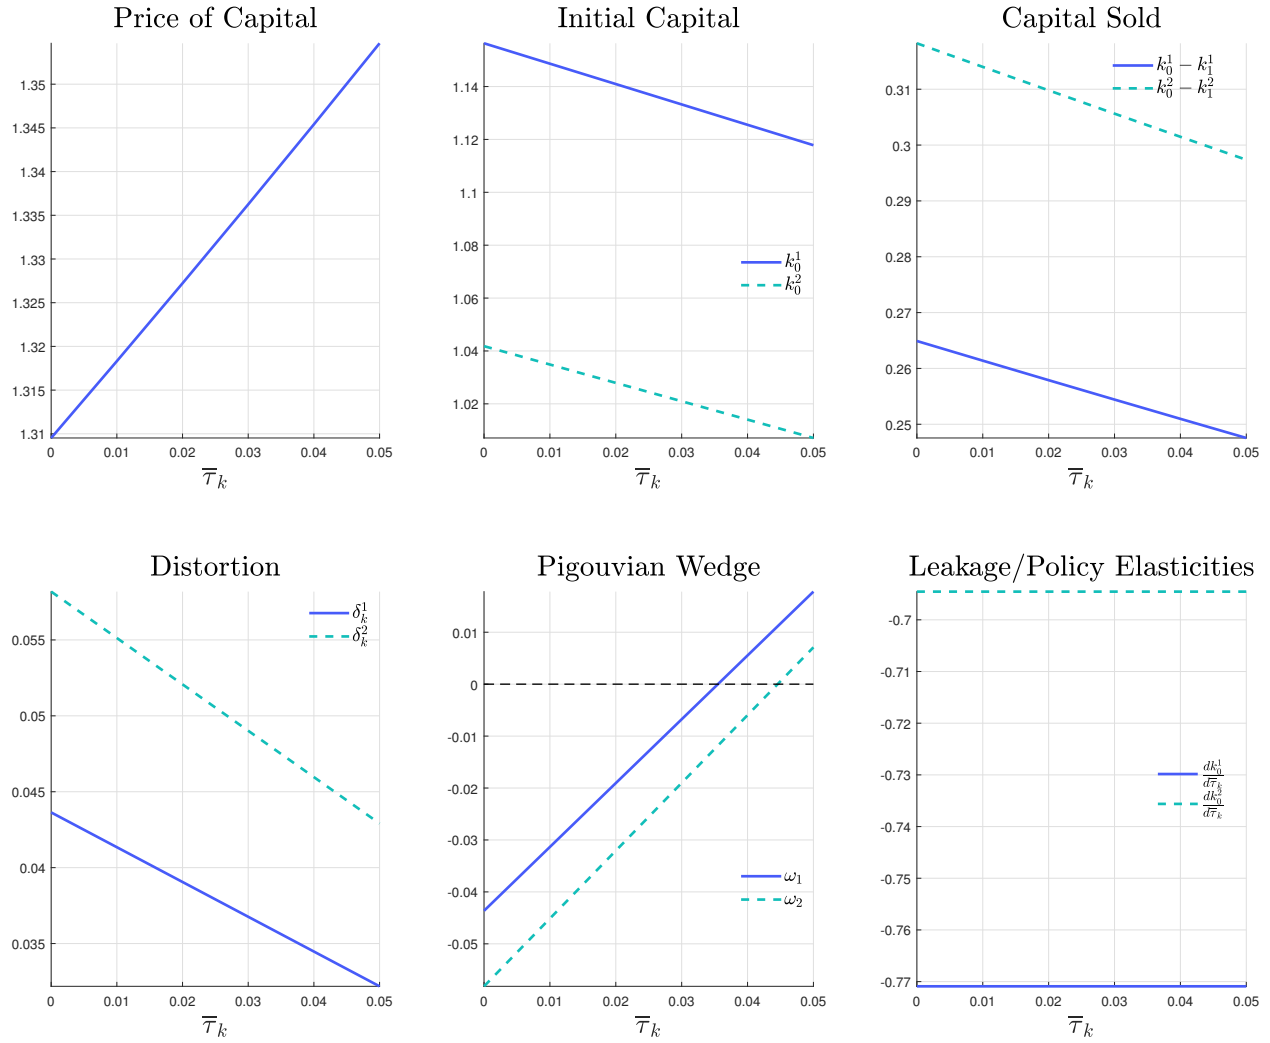 Price of Capital
1.35
1.345
1.34
1.335
1.33
1.325
1.32
1.315
1.31
0 0.01 0.02 0.03 0.04 0.05
τ̅ₖ
Initial Capital
1.14
1.12
1.1
1.08
1.06
1.04
1.02
k₀¹
k₀²
0 0.01 0.02 0.03 0.04 0.05
τ̅ₖ
Capital Sold
k₀¹ − k₁¹
k₀² − k₁²
0.31
0.3
0.29
0.28
0.27
0.26
0.25
0 0.01 0.02 0.03 0.04 0.05
τ̅ₖ
Distortion
δₖ¹
δₖ²
0.055
0.05
0.045
0.04
0.035
0 0.01 0.02 0.03 0.04 0.05
τ̅ₖ
Pigouvian Wedge
0.01
0
-0.01
-0.02
-0.03
-0.04
-0.05
ω₁
ω₂
0 0.01 0.02 0.03 0.04 0.05
τ̅ₖ
Leakage/Policy Elasticities
-0.7
-0.71
-0.72
-0.73
-0.74
-0.75
-0.76
-0.77
dk₀¹/dτ̅ₖ
dk₀²/dτ̅ₖ
0 0.01 0.02 0.03 0.04 0.05
τ̅ₖ